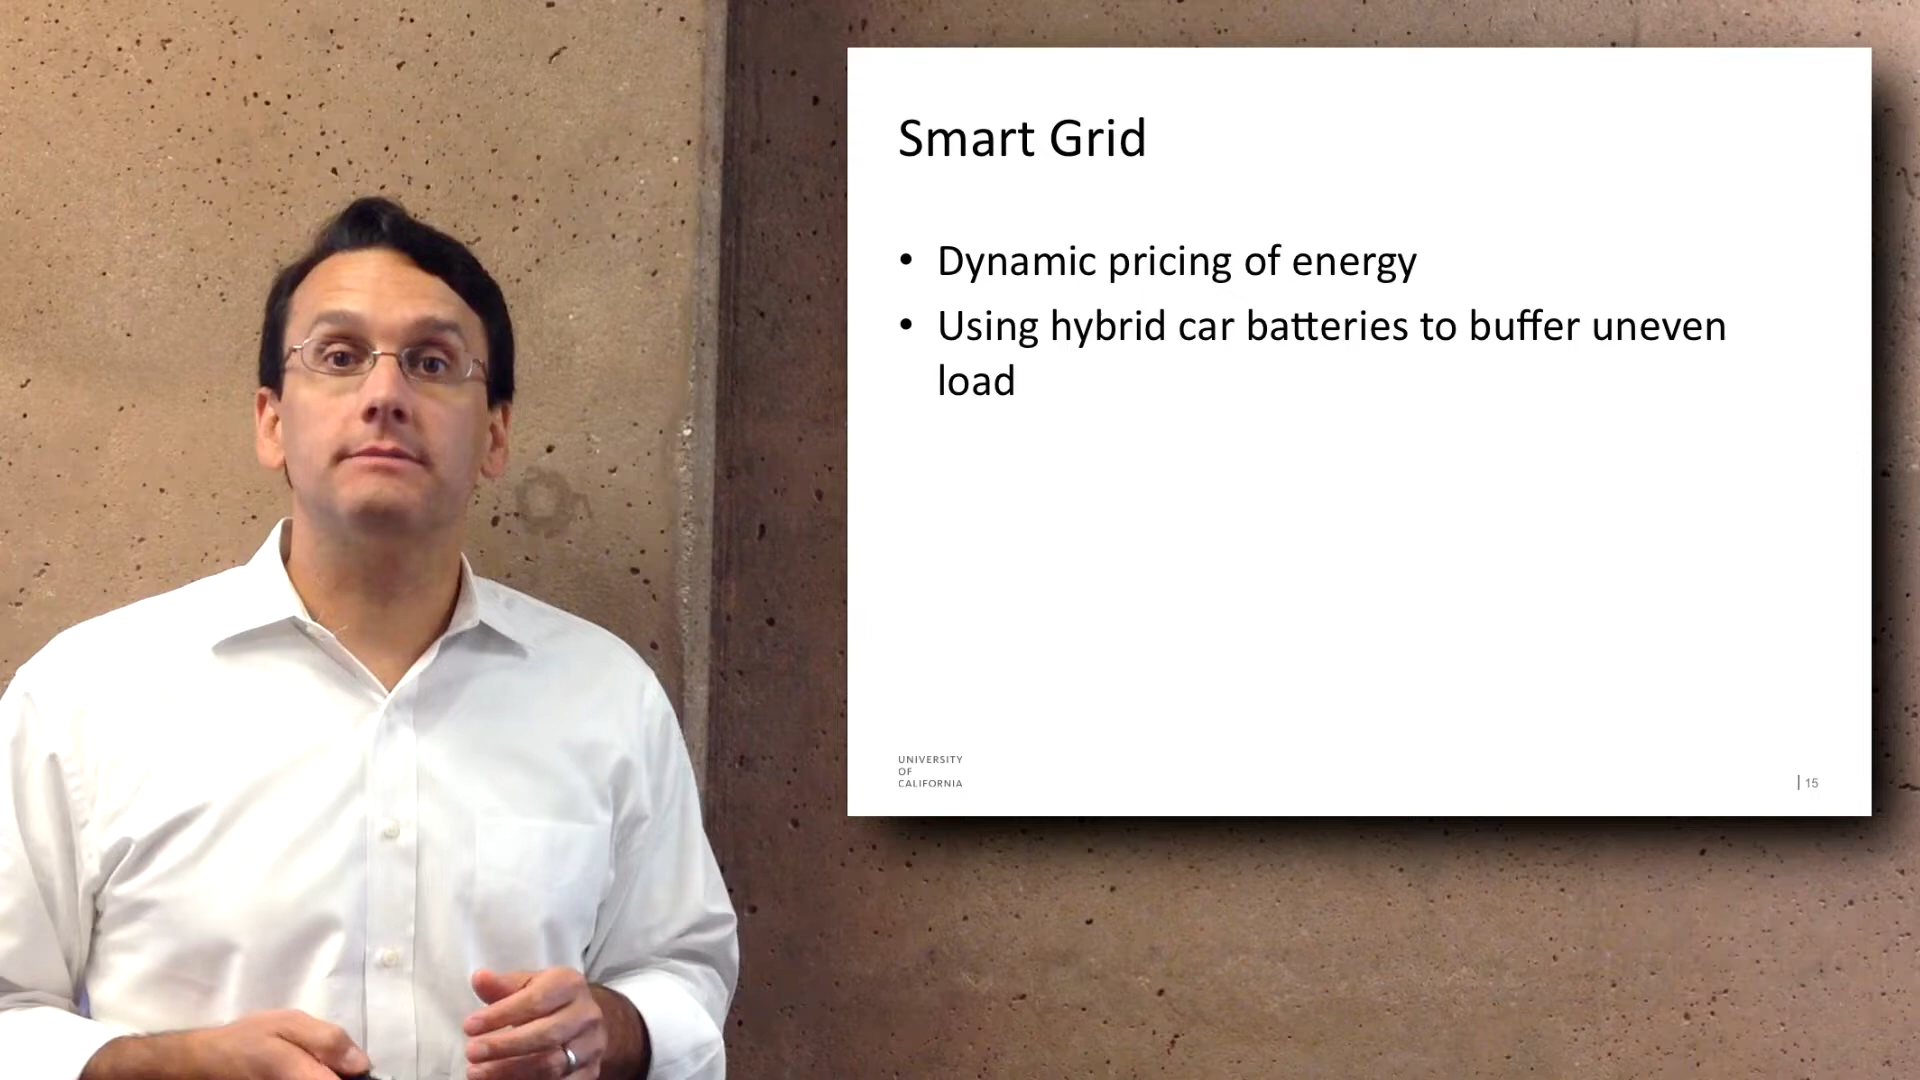 Smart Grid
• Dynamic pricing of energy
• Using hybrid car batteries to buffer uneven
load
UNIVERSITY
OF
CALIFORNIA
| 15